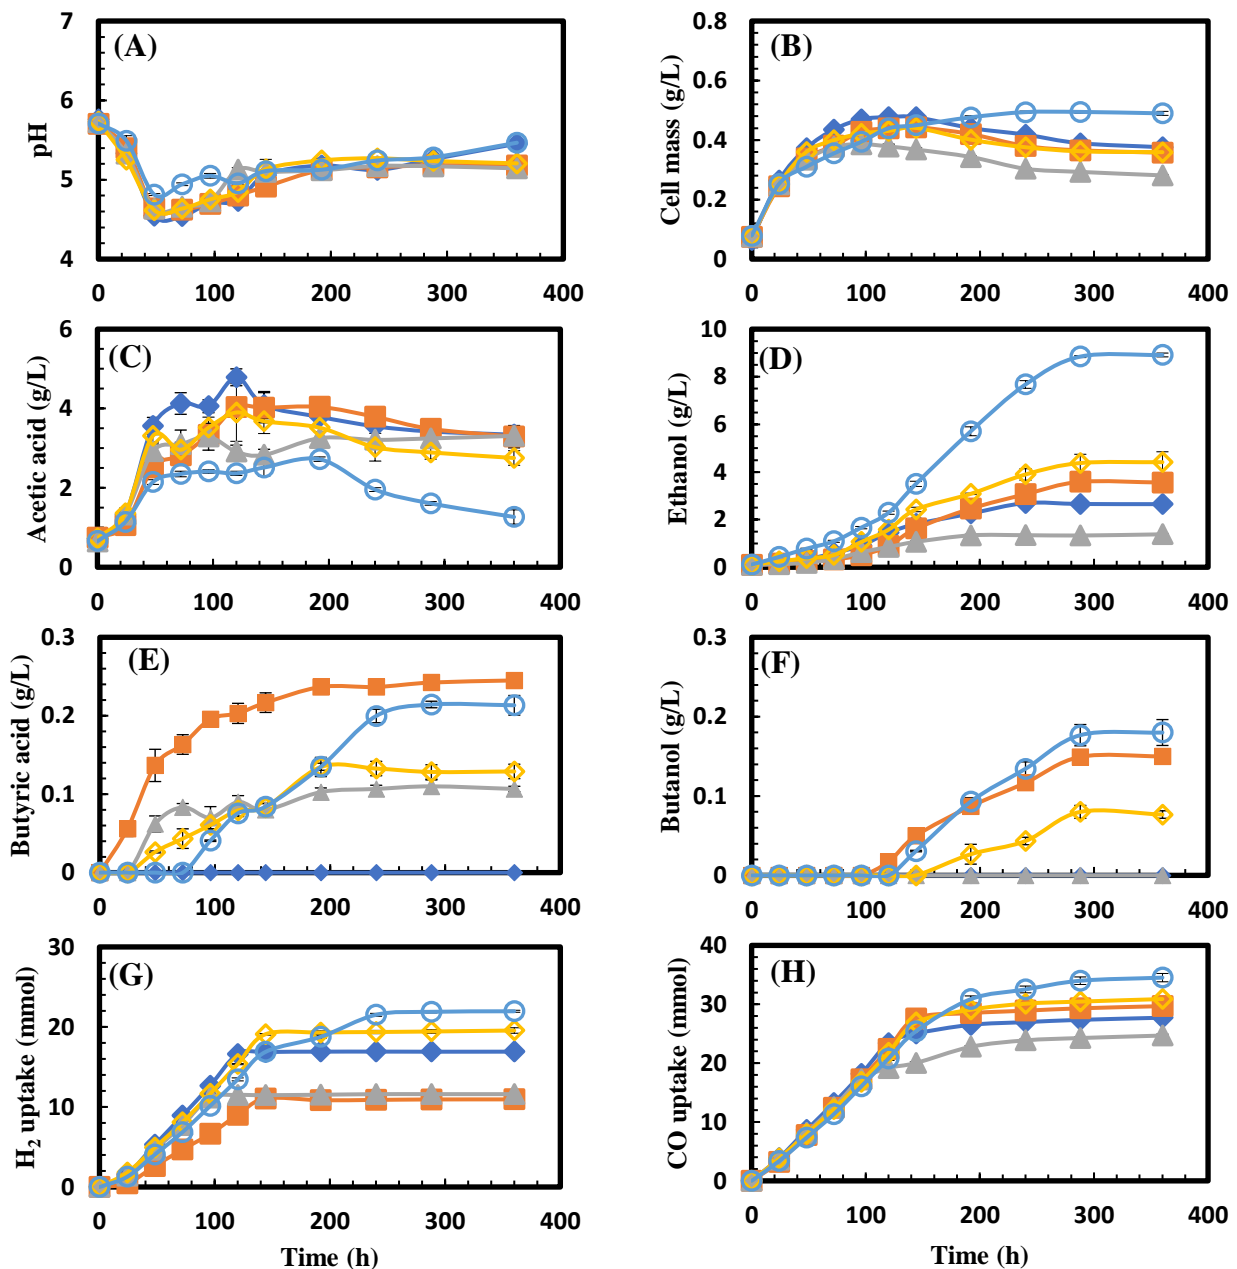 (A)
pH
7
6
5
4
0 100 200 300 400
(B)
Cell mass (g/L)
0.8
0.6
0.4
0.2
0
0 100 200 300 400
(C)
Acetic acid (g/L)
6
4
2
0
0 100 200 300 400
(D)
Ethanol (g/L)
10
8
6
4
2
0
0 100 200 300 400
(E)
Butyric acid (g/L)
0.3
0.2
0.1
0
0 100 200 300 400
(F)
Butanol (g/L)
0.3
0.2
0.1
0
0 100 200 300 400
(G)
H₂ uptake (mmol)
30
20
10
0
0 100 200 300 400
Time (h)
(H)
CO uptake (mmol)
40
30
20
10
0
0 100 200 300 400
Time (h)